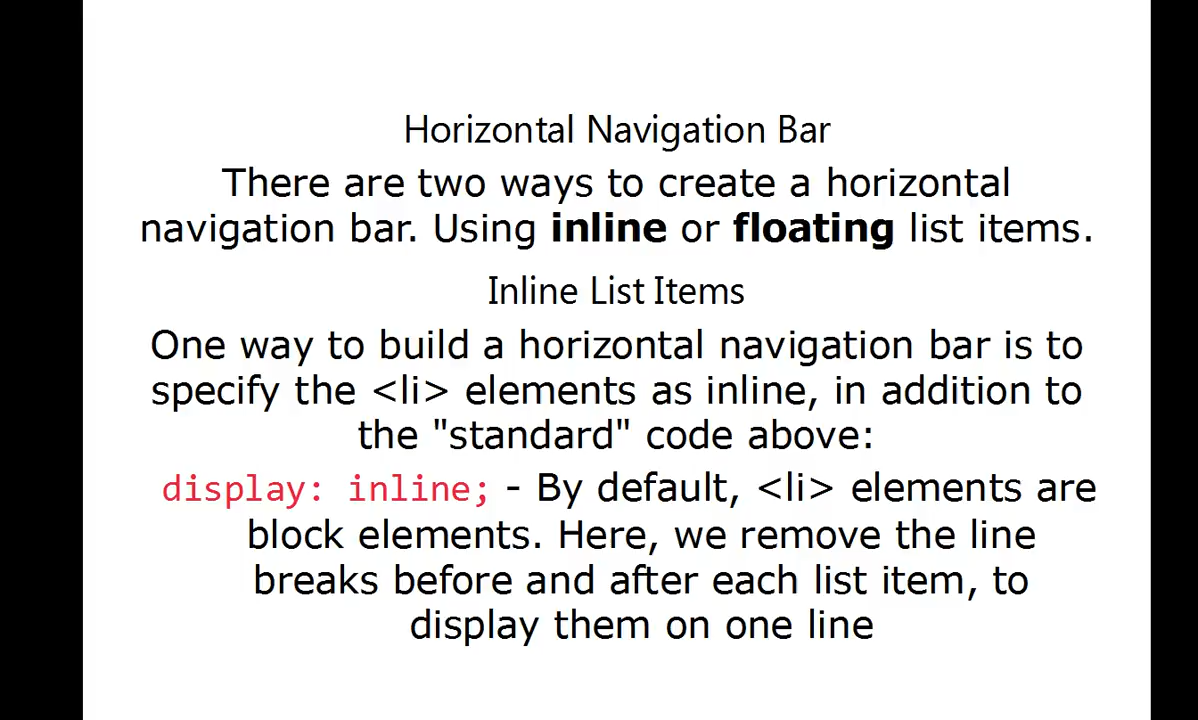 Horizontal Navigation Bar
There are two ways to create a horizontal
navigation bar. Using inline or floating list items.
Inline List Items
One way to build a horizontal navigation bar is to
specify the <li> elements as inline, in addition to
the "standard" code above:
display: inline; - By default, <li> elements are
block elements. Here, we remove the line
breaks before and after each list item, to
display them on one line